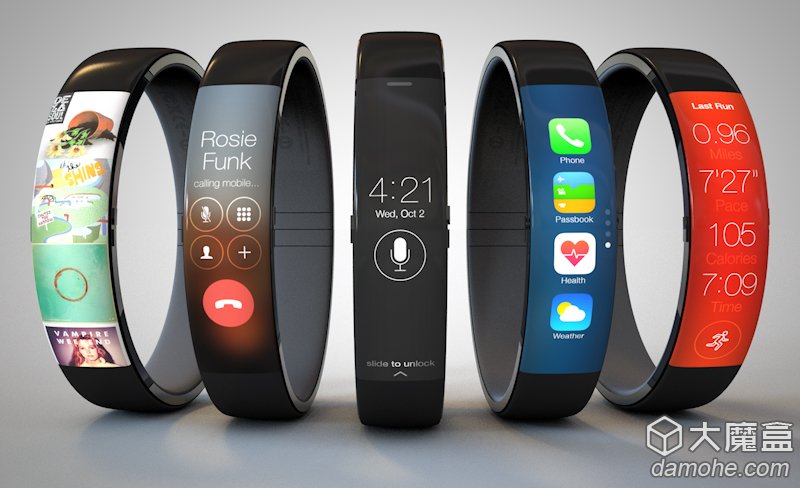 SHINS
VAMPIRE
WEEKEND
Rosie
Funk
calling mobile...
4:21
Wed, Oct 2
slide to unlock
Phone
Passbook
Health
Weather
Last Run
0.96
Miles
7'27"
Pace
105
Calories
7:09
Time
大魔盒
damohe.com